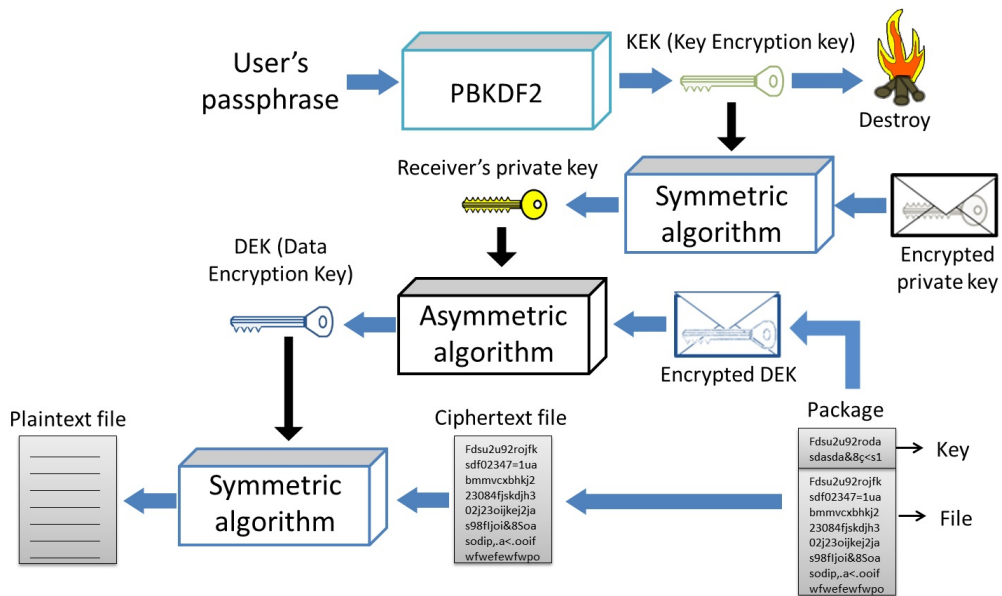 KEK (Key Encryption key)
User's
passphrase
PBKDF2
Destroy
Receiver's private key
Symmetric
algorithm
Encrypted
private key
DEK (Data
Encryption Key)
Asymmetric
algorithm
Encrypted DEK
Package
Fdsu2u92roda
sdasda&8ç<s1
Key
Fdsu2u92rojfk
sdf02347=1ua
bmmvcxbhkj2
23084fjskdjh3
02j23oijkej2ja
s98fIjoi&8Soa
sodip,.a<.ooif
wfwefewfwpo
File
Plaintext file
Ciphertext file
Fdsu2u92rojfk
sdf02347=1ua
bmmvcxbhkj2
23084fjskdjh3
02j23oijkej2ja
s98fIjoi&8Soa
sodip,.a<.ooif
wfwefewfwpo
Symmetric
algorithm